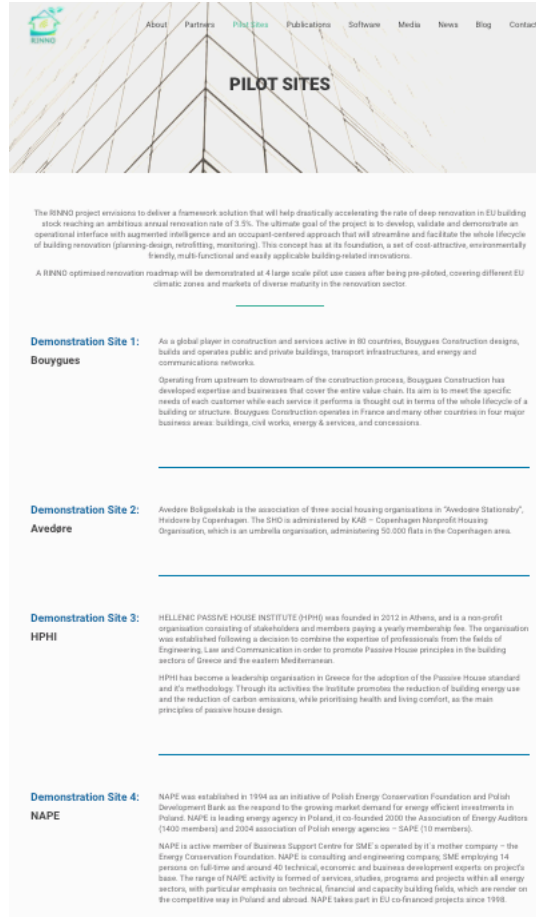 RINNO
About Partners Pilot Sites Publications Software Media News Blog Contact
PILOT SITES
The RINNO project envisions to deliver a framework solution that will help drastically accelerating the rate of deep renovation in EU building
stock reaching an ambitious annual renovation rate of 3.5%. The ultimate goal of the project is to develop, validate and demonstrate an
operational interface with augmented intelligence and an occupant-centered approach that will streamline and facilitate the whole lifecycle
of building renovation (planning-design, retrofitting, monitoring). This concept has at its foundation, a set of cost-attractive, environmentally
friendly, multi-functional and easily applicable building-related innovations.
A RINNO optimised renovation roadmap will be demonstrated at 4 large scale pilot use cases after being pre-piloted, covering different EU
climatic zones and markets of diverse maturity in the renovation sector.
Demonstration Site 1:
Bouygues
As a global player in construction and services active in 80 countries, Bouygues Construction designs,
builds and operates public and private buildings, transport infrastructures, and energy and
communications networks.
Operating from upstream to downstream of the construction process, Bouygues Construction has
developed expertise and businesses that cover the entire value chain. Its aim is to meet the specific
needs of each customer while each service it performs is thought out in terms of the whole lifecycle of a
building or structure. Bouygues Construction operates in France and many other countries in four major
business areas: buildings, civil works, energy & services, and concessions.
Demonstration Site 2:
Avedøre
Avedøre Boligselskab is the association of three social housing organisations in "Avedoøre Stationsby",
Hvidovre by Copenhagen. The SHO is administered by KAB – Copenhagen Nonprofit Housing
Organisation, which is an umbrella organisation, administering 50.000 flats in the Copenhagen area.
Demonstration Site 3:
HPHI
HELLENIC PASSIVE HOUSE INSTITUTE (HPHI) was founded in 2012 in Athens, and is a non-profit
organisation consisting of stakeholders and members paying a yearly membership fee. The organisation
was established following a decision to combine the expertise of professionals from the fields of
Engineering, Law and Communication in order to promote Passive House principles in the building
sectors of Greece and the eastern Mediterranean.
HPHI has become a leadership organisation in Greece for the adoption of the Passive House standard
and it's methodology. Through its activities the Institute promotes the reduction of building energy use
and the reduction of carbon emissions, while prioritising health and living comfort, as the main
principles of passive house design.
Demonstration Site 4:
NAPE
NAPE was established in 1994 as an initiative of Polish Energy Conservation Foundation and Polish
Development Bank as the respond to the growing market demand for energy efficient investments in
Poland. NAPE is leading energy agency in Poland, it co-founded 2000 the Association of Energy Auditors
(1400 members) and 2004 association of Polish energy agencies – SAPE (10 members).
NAPE is active member of Business Support Centre for SME`s operated by it`s mother company – the
Energy Conservation Foundation. NAPE is consulting and engineering company, SME employing 14
persons on full-time and around 40 technical, economic and business development experts on project's
base. The range of NAPE activity is formed of services, studies, programs and projects within all energy
sectors, with particular emphasis on technical, financial and capacity building fields, which are render on
the competitive way in Poland and abroad. NAPE takes part in EU co-financed projects since 1998.